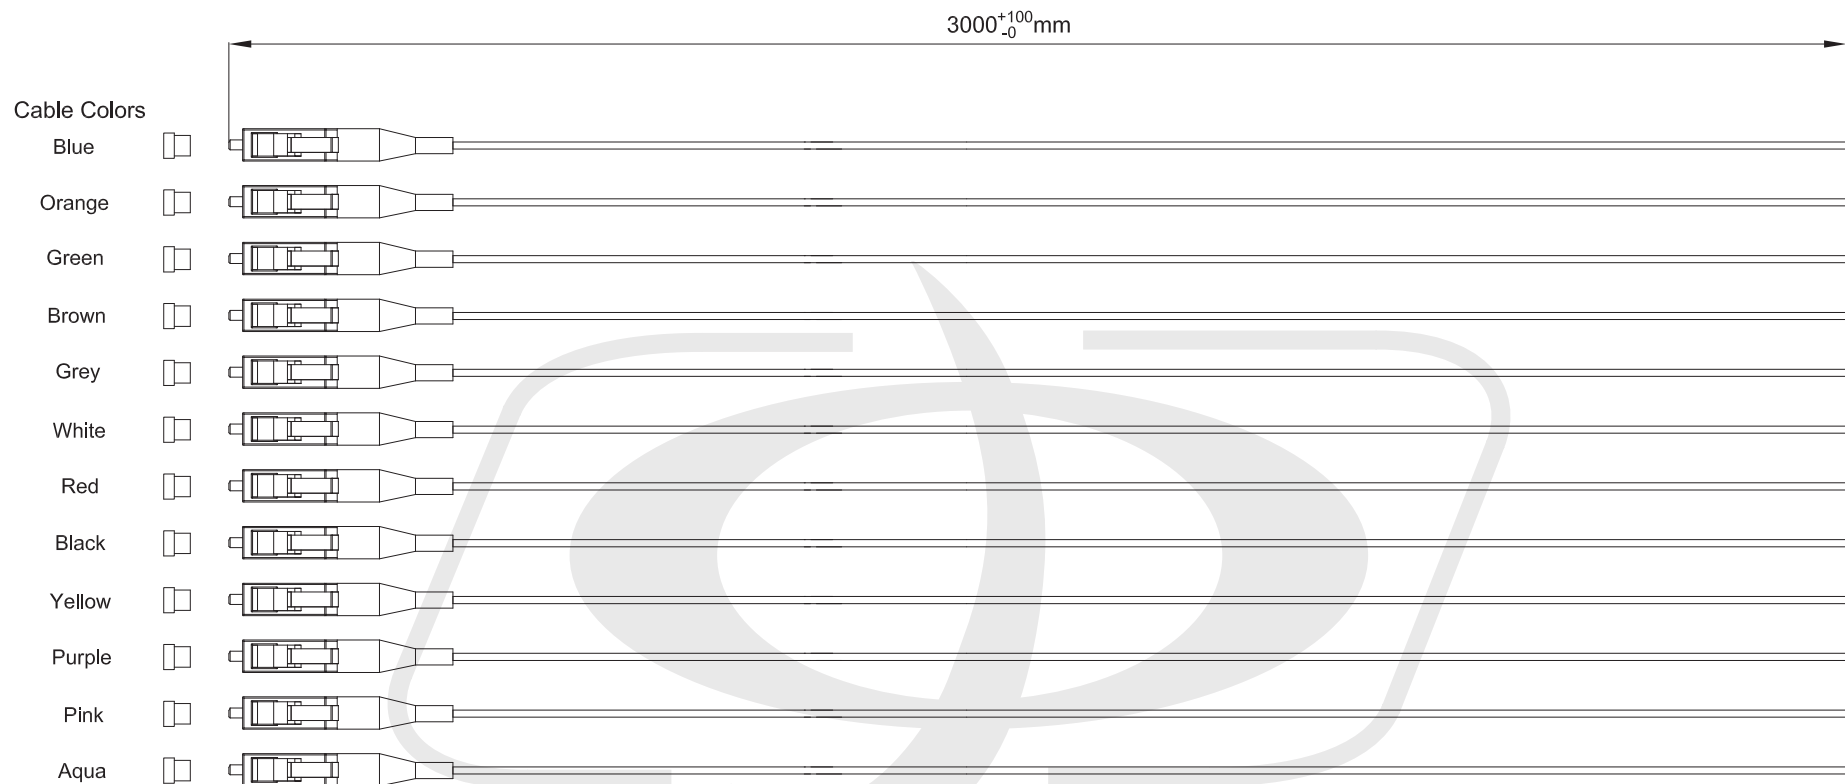 3000+100-0mm
Cable Colors
Blue
Orange
Green
Brown
Grey
White
Red
Black
Yellow
Purple
Pink
Aqua